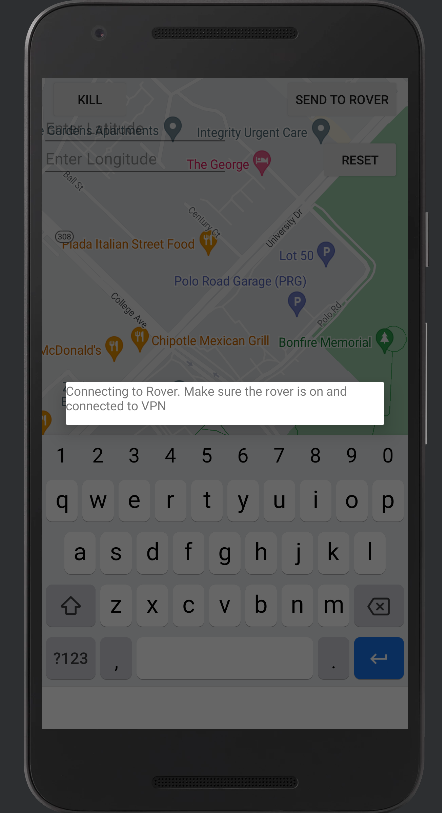 KILL
SEND TO ROVER
Gardens Apartments
Enter Latitude
Integrity Urgent Care
Enter Longitude
The George
RESET
Ball St
Century Ct
University Dr
308
Piada Italian Street Food
Lot 50
Polo Road Garage (PRG)
College Ave
Polo Rd
McDonald's
Chipotle Mexican Grill
Bonfire Memorial
Connecting to Rover. Make sure the rover is on and
connected to VPN
1 2 3 4 5 6 7 8 9 0
q w e r t y u i o p
a s d f g h j k l
z x c v b n m
?123 , .